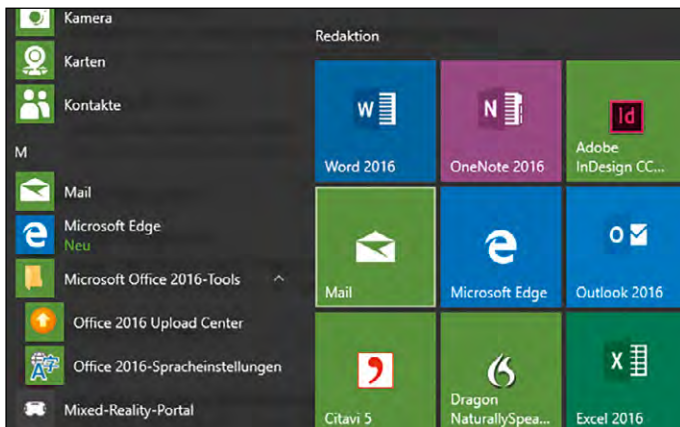 Kamera
Karten
Kontakte
M
Mail
Microsoft Edge
Neu
Microsoft Office 2016-Tools
Office 2016 Upload Center
Office 2016-Spracheinstellungen
Mixed-Reality-Portal
Redaktion
W
Word 2016
N
OneNote 2016
Id
Adobe
InDesign CC...
Mail
e
Microsoft Edge
O
Outlook 2016
Citavi 5
Dragon
NaturallySpea...
X
Excel 2016